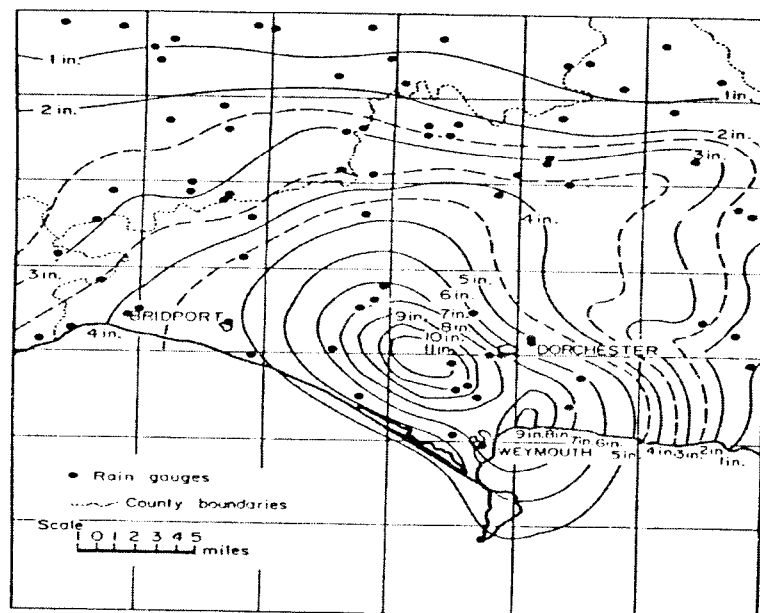 1 in.
1 in.
2 in.
2 in.
3 in.
4 in.
3 in.
5 in.
6 in.
7 in.
8 in.
9 in.
10 in.
11 in.
BRIDPORT
4 in.
DORCHESTER
9 in. 8 in. 7 in. 6 in. 5 in. 4 in. 3 in. 2 in. 1 in.
WEYMOUTH
Rain gauges
County boundaries
Scale
1 0 1 2 3 4 5
miles